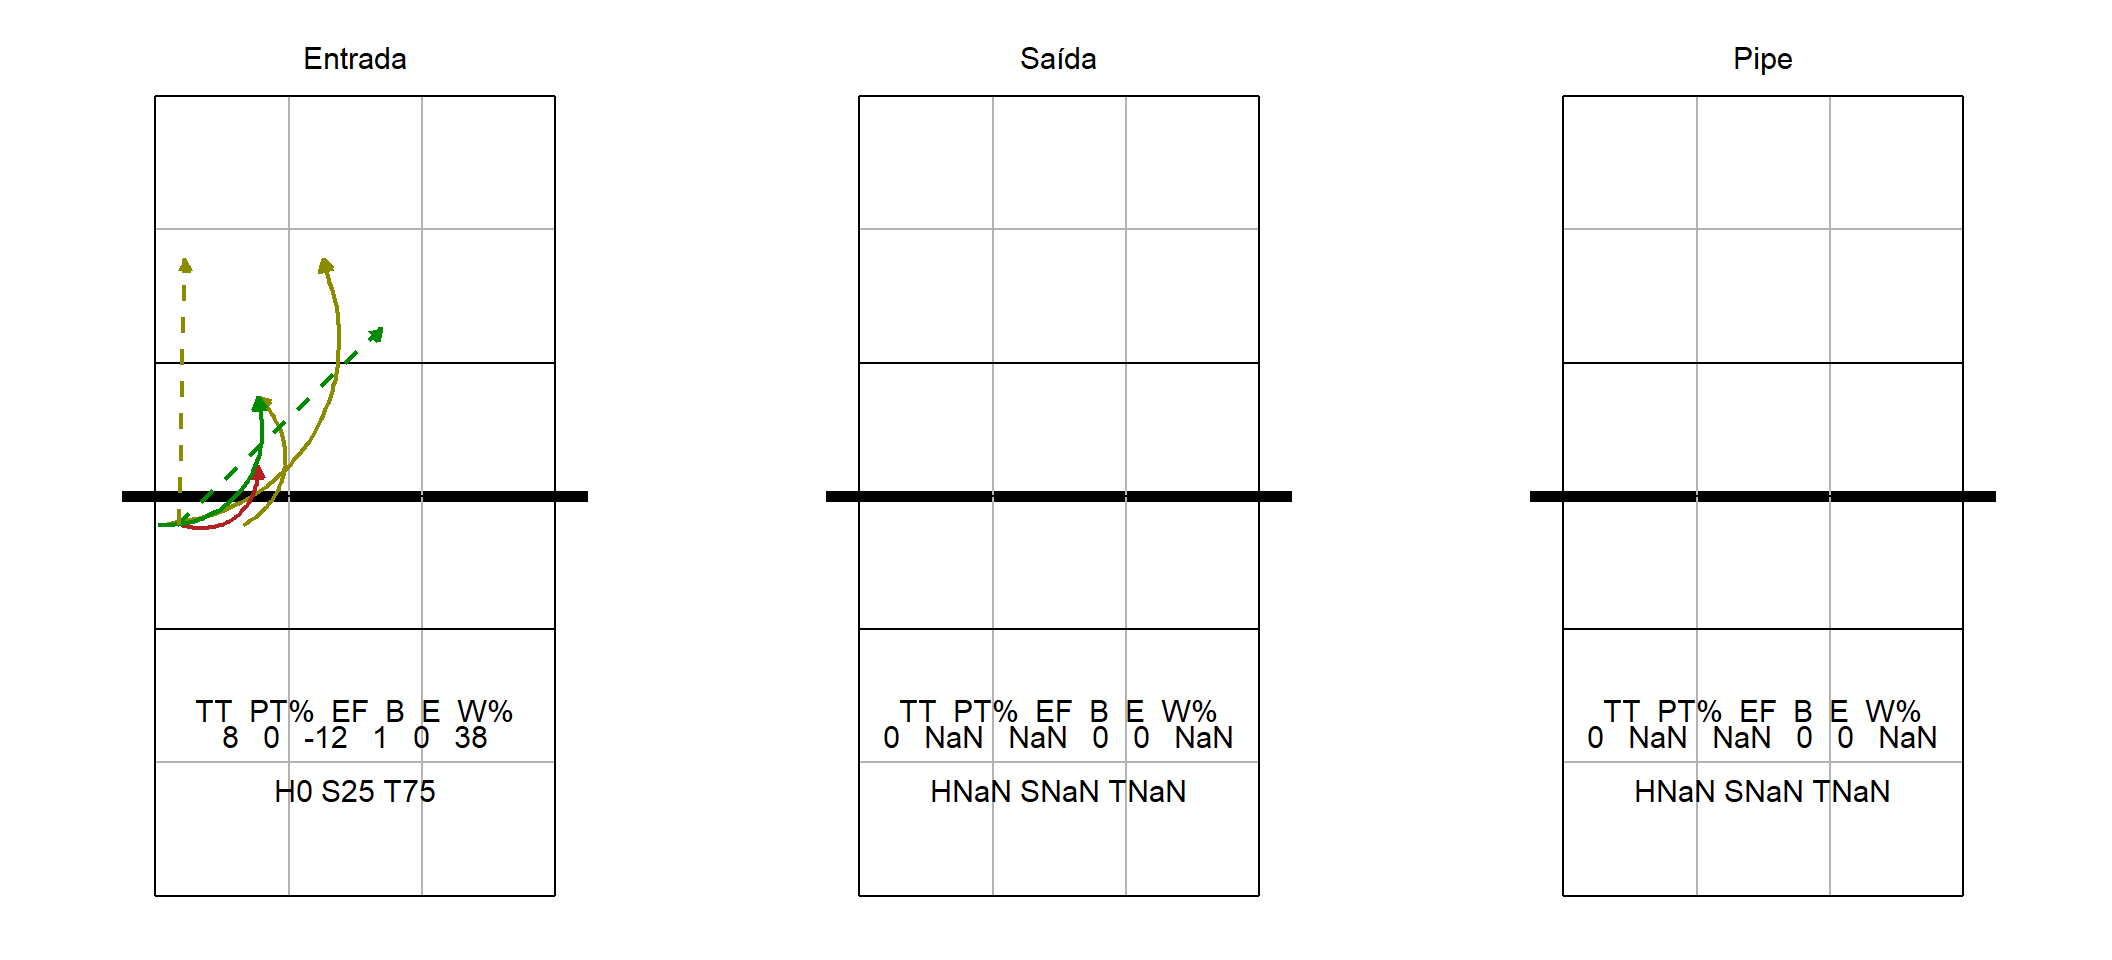 Entrada
TT PT% EF B E W%
8 0 -12 1 0 38
H0 S25 T75
Saída
TT PT% EF B E W%
0 NaN NaN 0 0 NaN
HNaN SNaN TNaN
Pipe
TT PT% EF B E W%
0 NaN NaN 0 0 NaN
HNaN SNaN TNaN